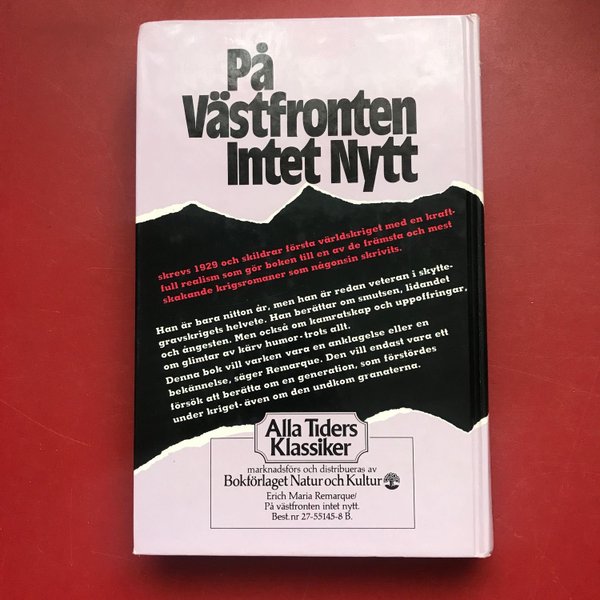 På
Västfronten
Intet Nytt
skrevs 1929 och skildrar första världskriget med en kraft-
full realism som gör boken till en av de främsta och mest
skakande krigsromaner som någonsin skrivits.
Han är bara nitton år, men han är redan veteran i skytte-
gravskrigets helvete. Han berättar om smutsen, lidandet
och ångesten. Men också om kamratskap och uppoffringar,
om glimtar av kärv humor-trots allt.
Denna bok vill varken vara en anklagelse eller en
bekännelse, säger Remarque. Den vill endast vara ett
försök att berätta om en generation, som förstördes
under kriget-även om den undkom granaterna.
Alla Tiders
Klassiker
marknadsförs och distribueras av
Bokförlaget Natur och Kultur
Erich Maria Remarque/
På västfronten intet nytt.
Best.nr 27-55145-8 B.